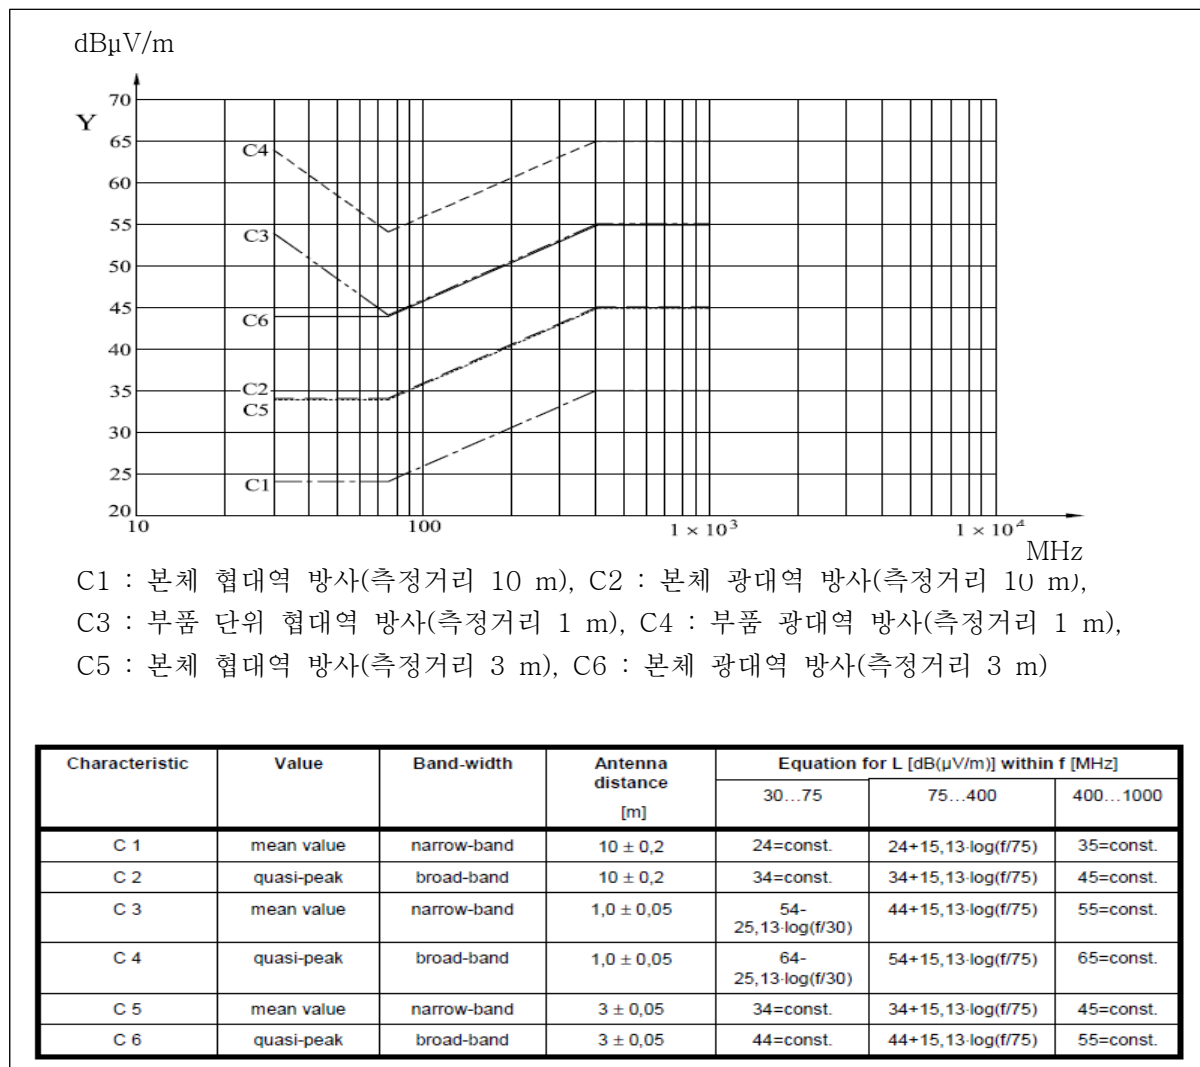 dBµV/m
Y
70
65
60
55
50
45
40
35
30
25
20
C4
C3
C6
C2
C5
C1
10
100
1 × 10³
1 × 10⁴
MHz
C1 : 본체 협대역 방사(측정거리 10 m), C2 : 본체 광대역 방사(측정거리 10 m),
C3 : 부품 단위 협대역 방사(측정거리 1 m), C4 : 부품 광대역 방사(측정거리 1 m),
C5 : 본체 협대역 방사(측정거리 3 m), C6 : 본체 광대역 방사(측정거리 3 m)
Characteristic Value Band-width Antenna distance [m] Equation for L [dB(µV/m)] within f [MHz]
30...75 75...400 400...1000
C 1 mean value narrow-band 10 ± 0,2 24=const. 24+15,13·log(f/75) 35=const.
C 2 quasi-peak broad-band 10 ± 0,2 34=const. 34+15,13·log(f/75) 45=const.
C 3 mean value narrow-band 1,0 ± 0,05 54-25,13·log(f/30) 44+15,13·log(f/75) 55=const.
C 4 quasi-peak broad-band 1,0 ± 0,05 64-25,13·log(f/30) 54+15,13·log(f/75) 65=const.
C 5 mean value narrow-band 3 ± 0,05 34=const. 34+15,13·log(f/75) 45=const.
C 6 quasi-peak broad-band 3 ± 0,05 44=const. 44+15,13·log(f/75) 55=const.